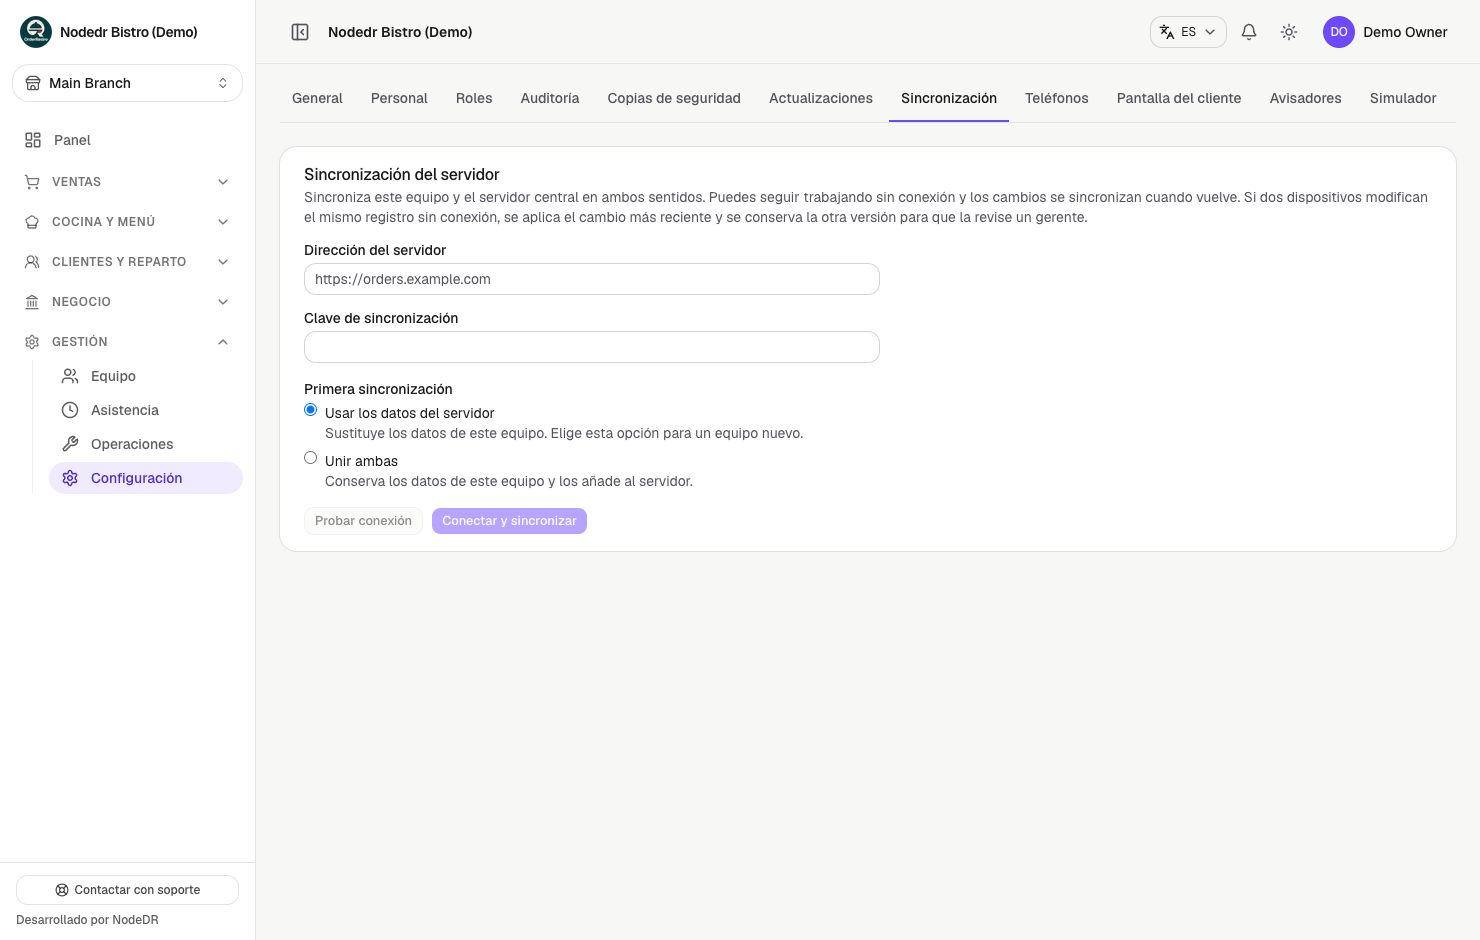 Nodedr Bistro (Demo)
Main Branch
Panel
VENTAS
COCINA Y MENÚ
CLIENTES Y REPARTO
NEGOCIO
GESTIÓN
Equipo
Asistencia
Operaciones
Configuración
Contactar con soporte
Desarrollado por NodeDR
Nodedr Bistro (Demo)
ES
DO
Demo Owner
General
Personal
Roles
Auditoría
Copias de seguridad
Actualizaciones
Sincronización
Teléfonos
Pantalla del cliente
Avisadores
Simulador
Sincronización del servidor
Sincroniza este equipo y el servidor central en ambos sentidos. Puedes seguir trabajando sin conexión y los cambios se sincronizan cuando vuelve. Si dos dispositivos modifican
el mismo registro sin conexión, se aplica el cambio más reciente y se conserva la otra versión para que la revise un gerente.
Dirección del servidor
https://orders.example.com
Clave de sincronización
Primera sincronización
Usar los datos del servidor
Sustituye los datos de este equipo. Elige esta opción para un equipo nuevo.
Unir ambas
Conserva los datos de este equipo y los añade al servidor.
Probar conexión
Conectar y sincronizar